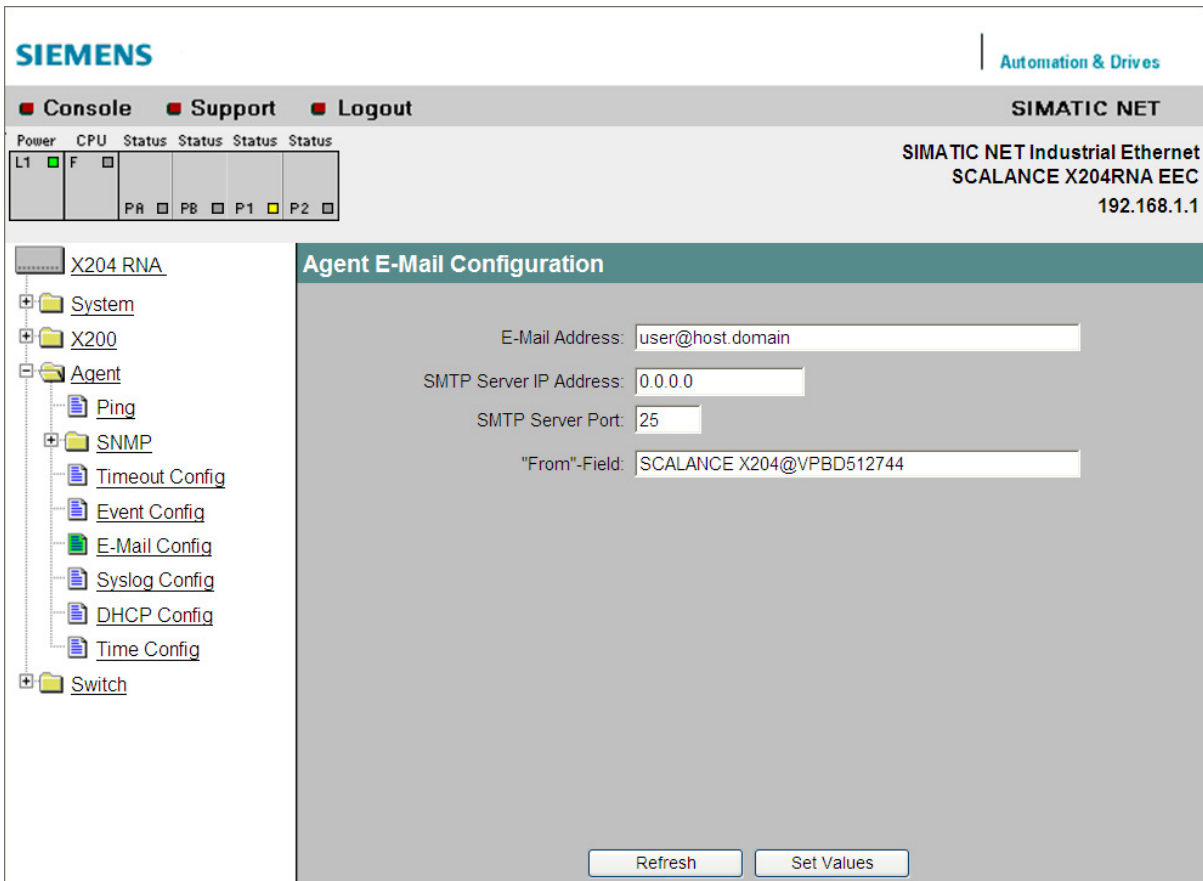 SIEMENS
Automation & Drives
Console Support Logout
SIMATIC NET
Power CPU Status Status Status Status
L1 F
PA PB P1 P2
SIMATIC NET Industrial Ethernet
SCALANCE X204RNA EEC
192.168.1.1
X204 RNA
System
X200
Agent
Ping
SNMP
Timeout Config
Event Config
E-Mail Config
Syslog Config
DHCP Config
Time Config
Switch
Agent E-Mail Configuration
E-Mail Address: user@host.domain
SMTP Server IP Address: 0.0.0.0
SMTP Server Port: 25
"From"-Field: SCALANCE X204@VPBD512744
Refresh Set Values